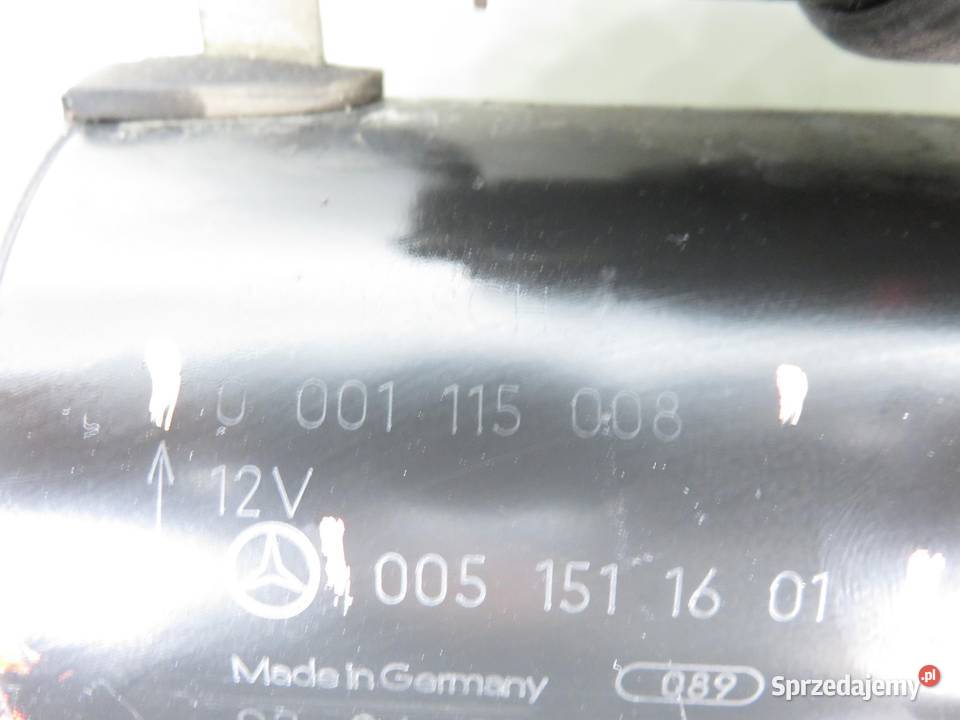 0 001 115 008
12V
005 151 16 01
Made in Germany 089
Sprzedajemy.pl